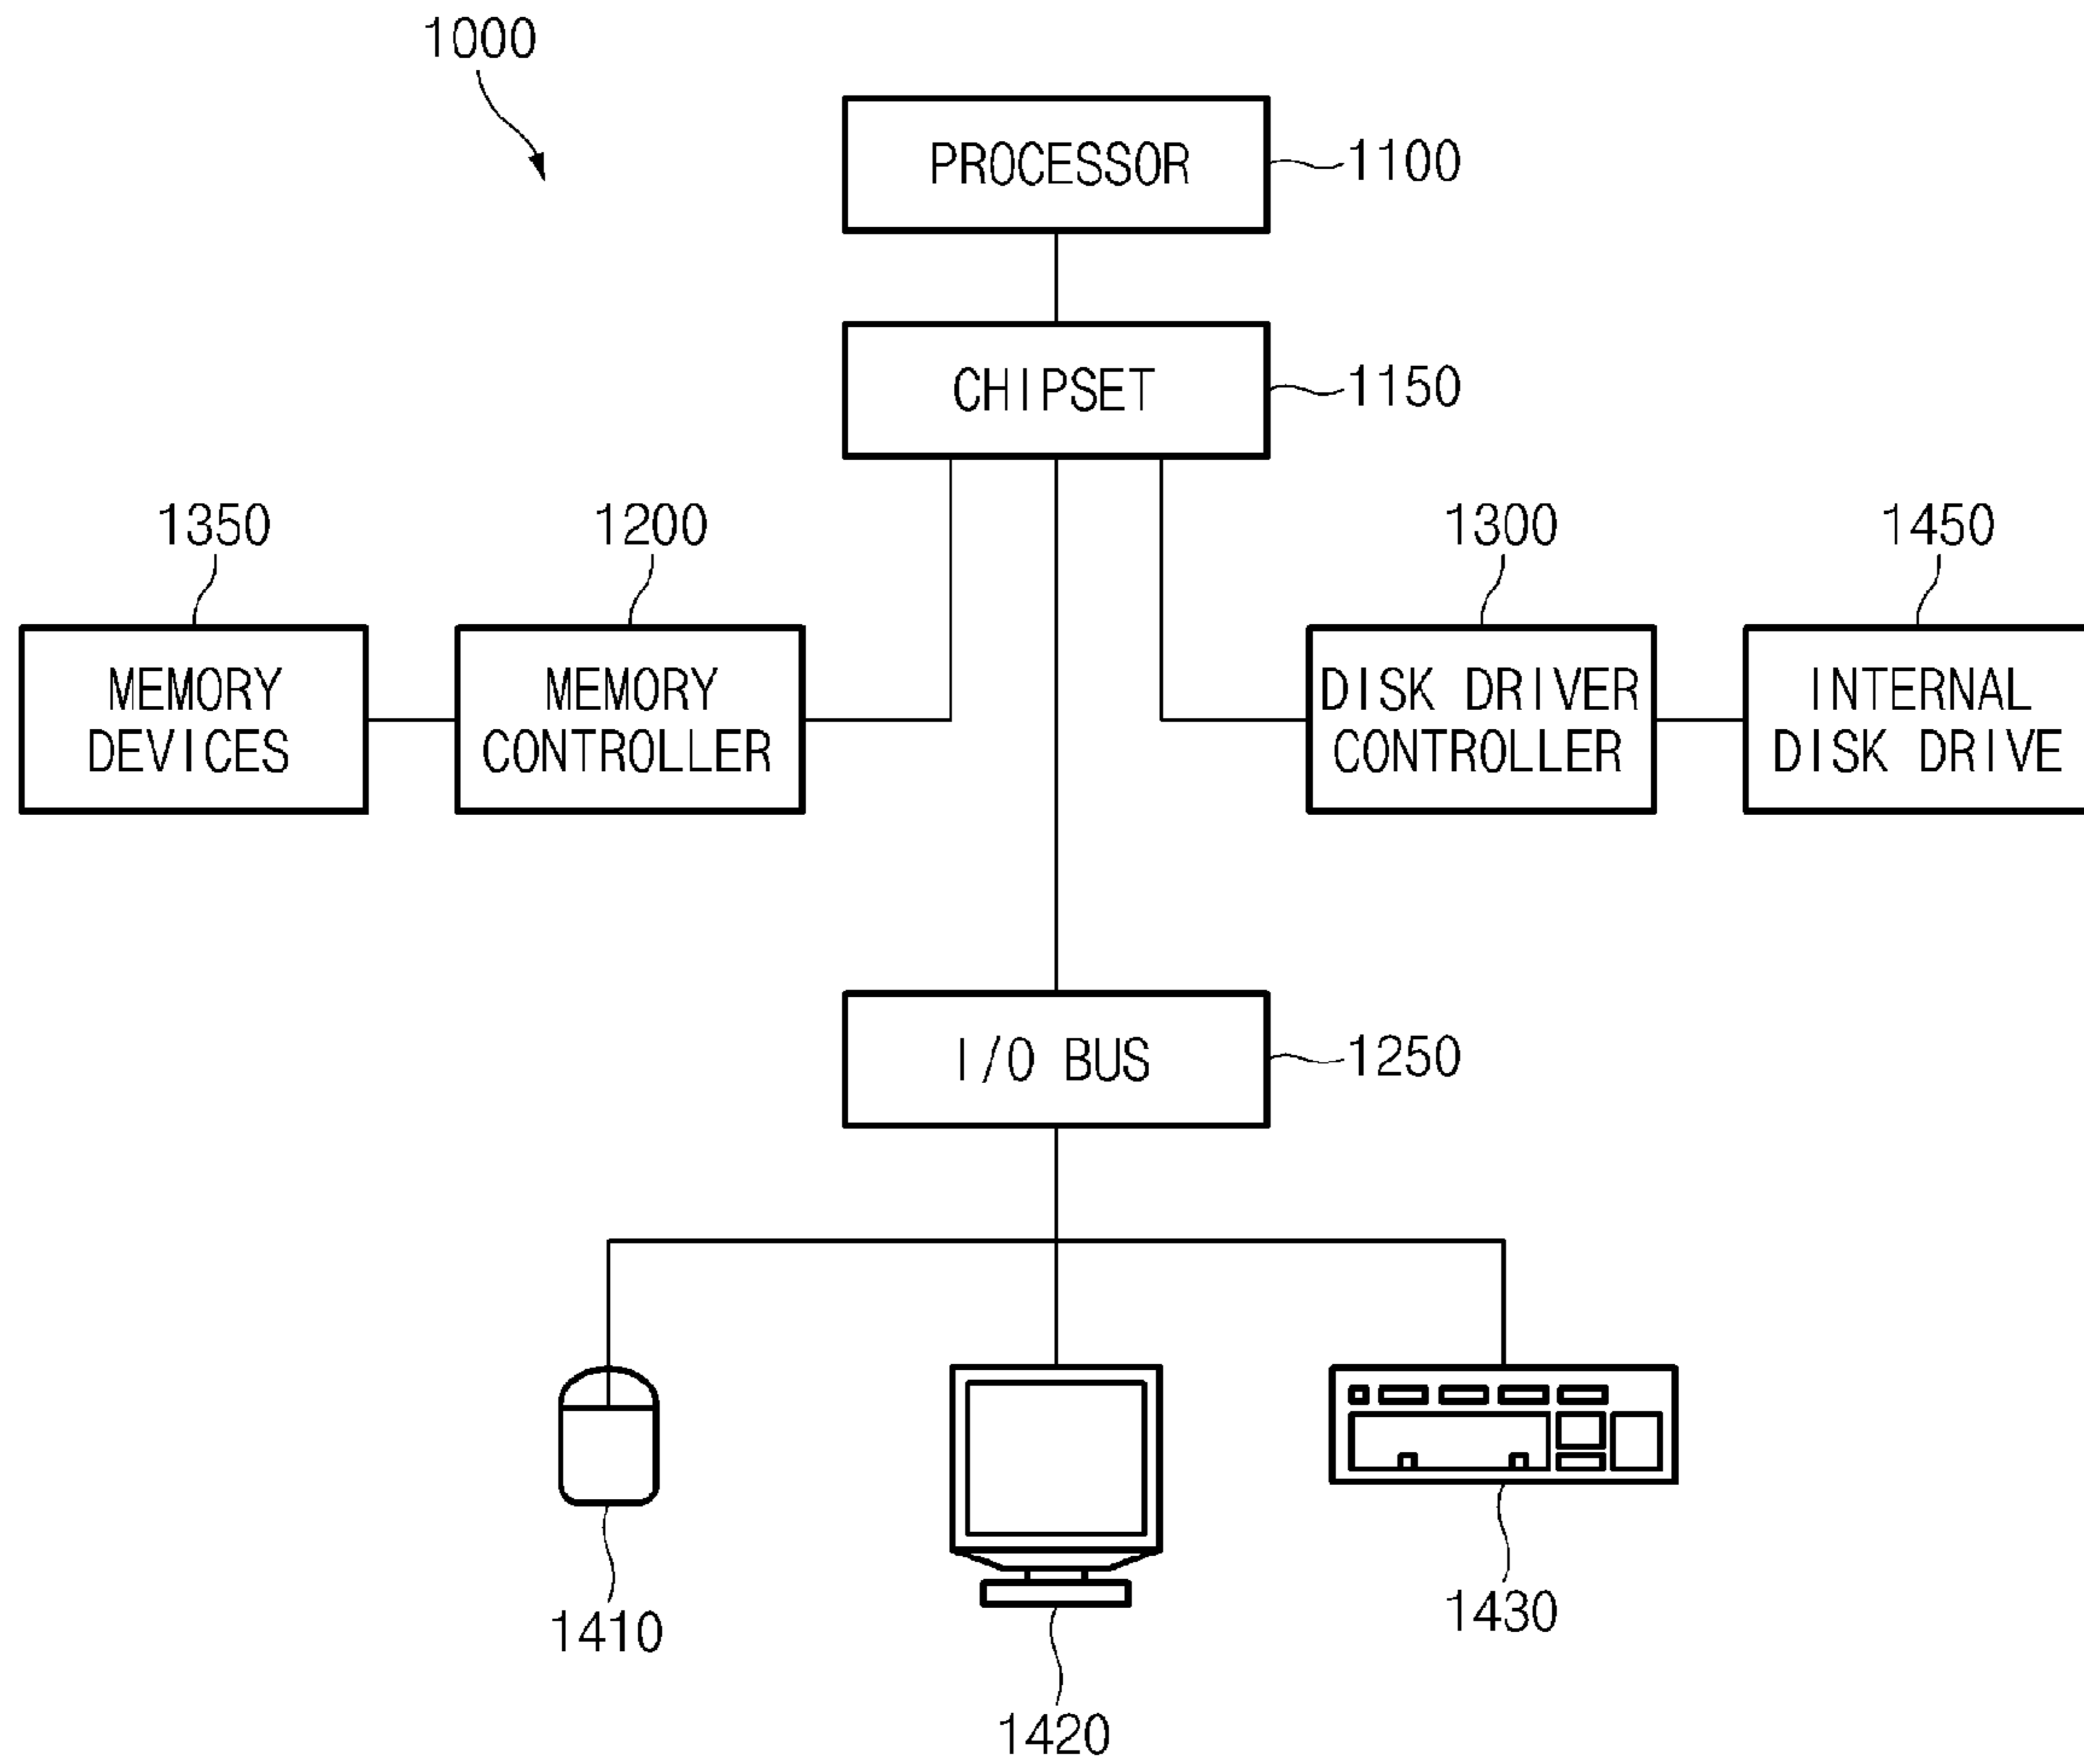 1000
PROCESSOR
1100
CHIPSET
1150
1350
1200
1300
1450
MEMORY
DEVICES
MEMORY
CONTROLLER
DISK DRIVER
CONTROLLER
INTERNAL
DISK DRIVE
I/O BUS
1250
1410
1420
1430